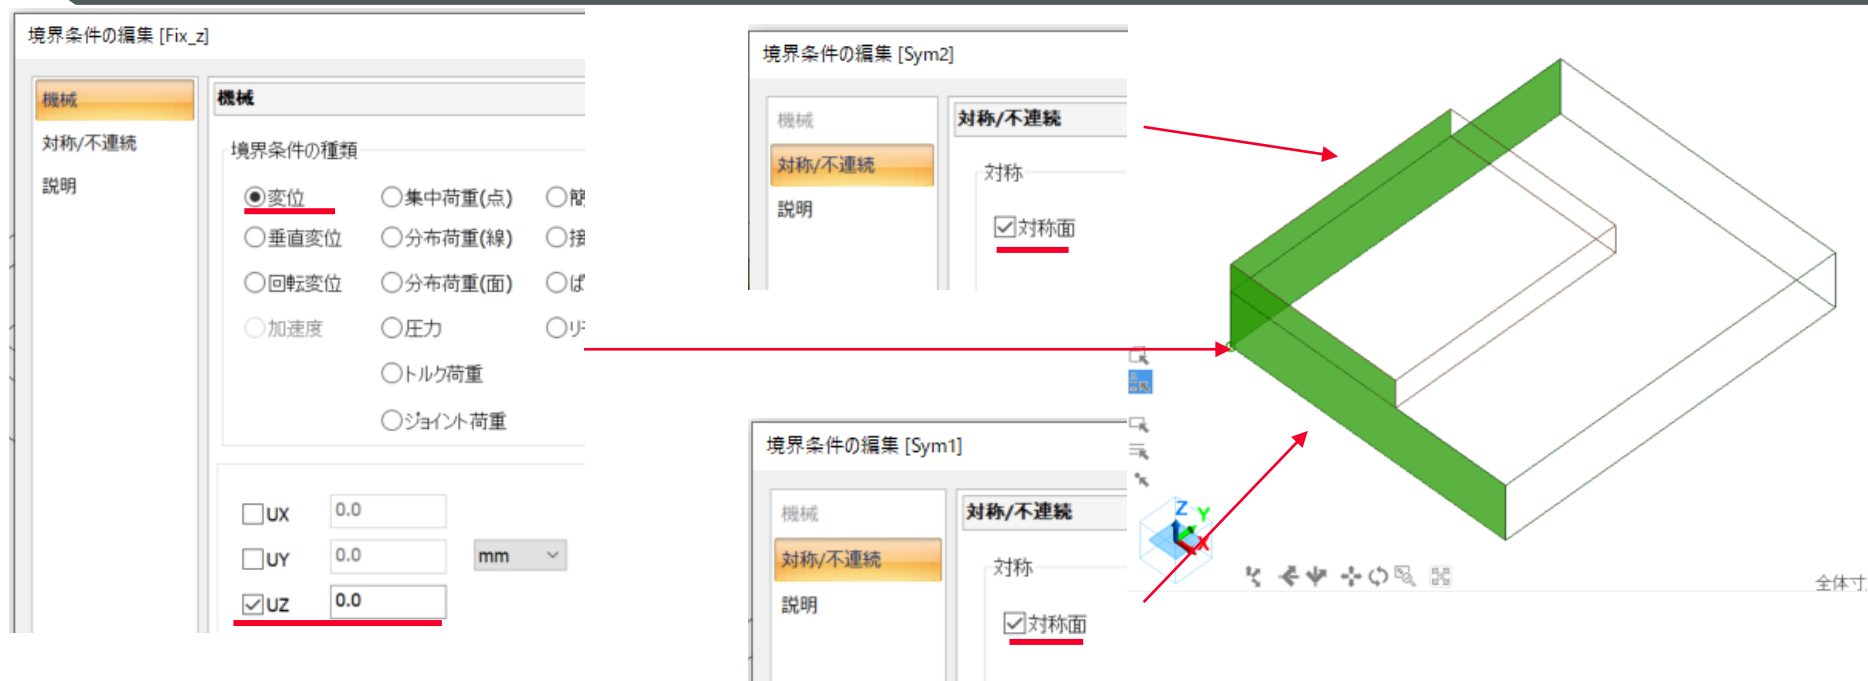 境界条件の編集 [Fix_z]
機械
対称/不連続
説明
機械
境界条件の種類
変位
集中荷重(点)
垂直変位
分布荷重(線)
接
回転変位
分布荷重(面)
ば
加速度
圧力
リ
トルク荷重
ジョイント荷重
UX 0.0
UY 0.0 mm
UZ 0.0
境界条件の編集 [Sym2]
機械
対称/不連続
説明
対称/不連続
対称
対称面
境界条件の編集 [Sym1]
機械
対称/不連続
説明
対称/不連続
対称
対称面
Z
Y
X
全体寸